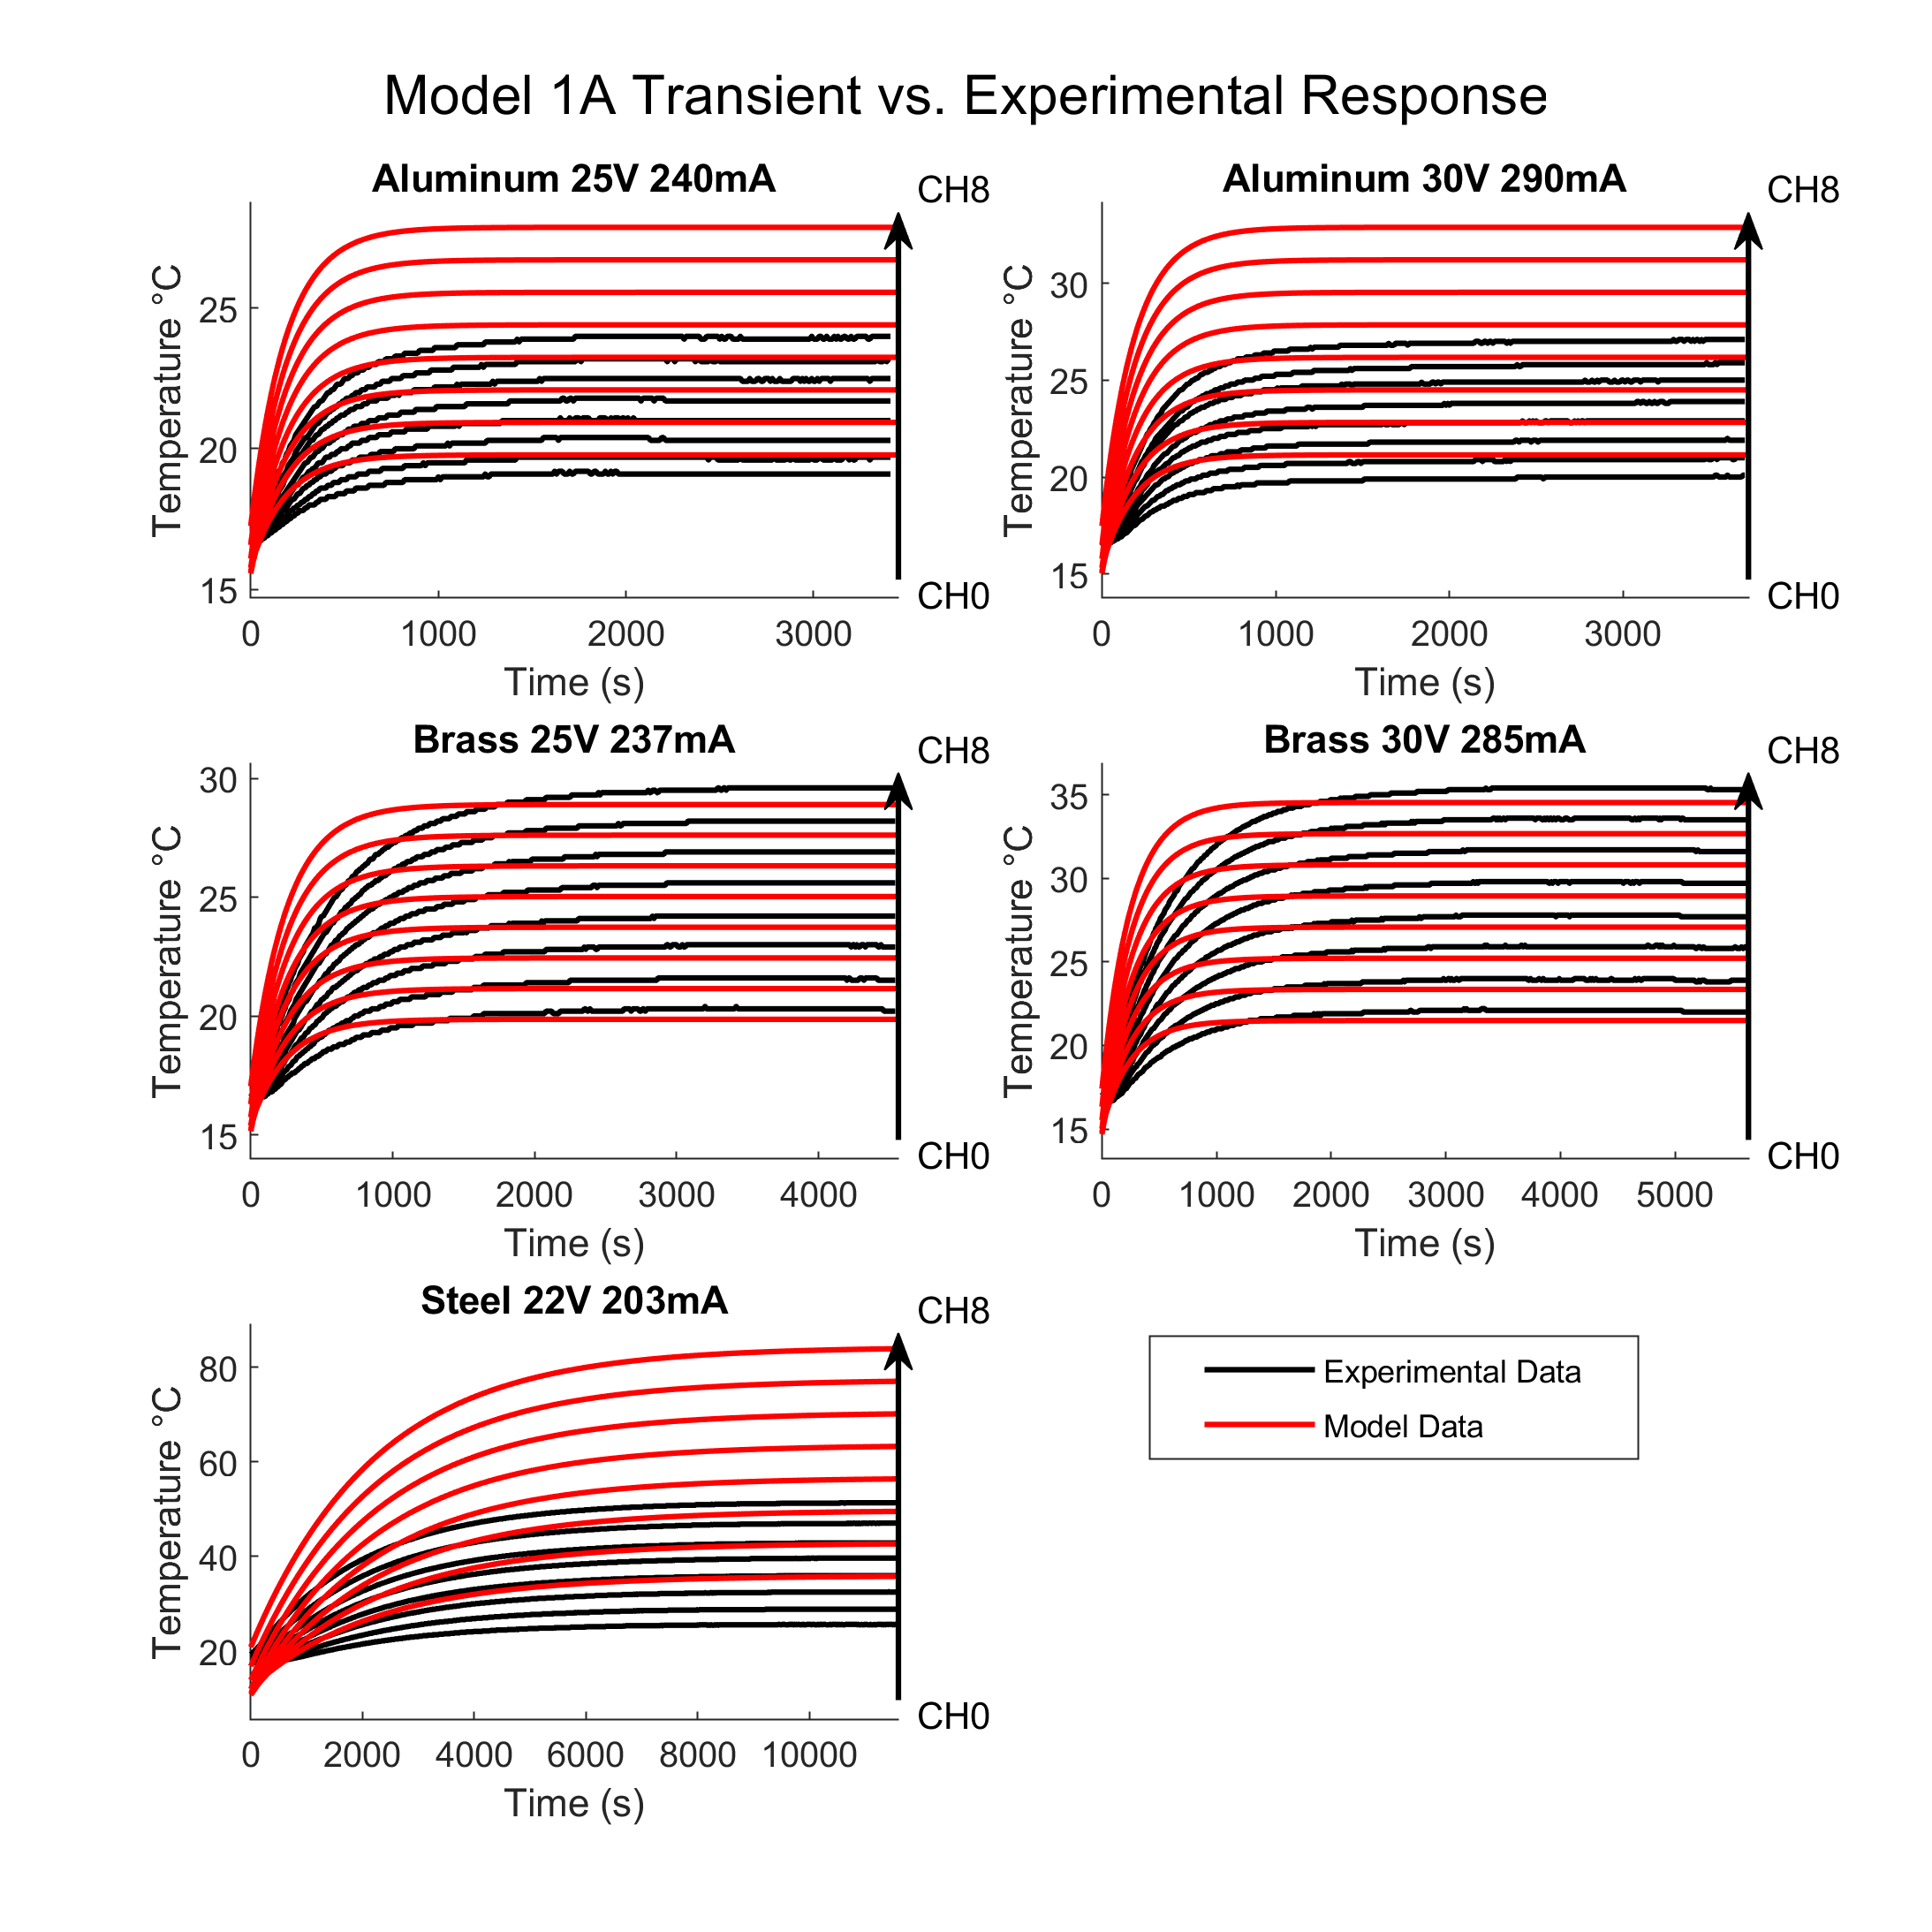 Model 1A Transient vs. Experimental Response
Aluminum 25V 240mA
CH8
Temperature °C
25
20
15
0 1000 2000 3000
CH0
Time (s)
Aluminum 30V 290mA
CH8
Temperature °C
30
25
20
15
0 1000 2000 3000
CH0
Time (s)
Brass 25V 237mA
CH8
Temperature °C
30
25
20
15
0 1000 2000 3000 4000
CH0
Time (s)
Brass 30V 285mA
CH8
Temperature °C
35
30
25
20
15
0 1000 2000 3000 4000 5000
CH0
Time (s)
Steel 22V 203mA
CH8
Temperature °C
80
60
40
20
0 2000 4000 6000 8000 10000
CH0
Time (s)
Experimental Data
Model Data